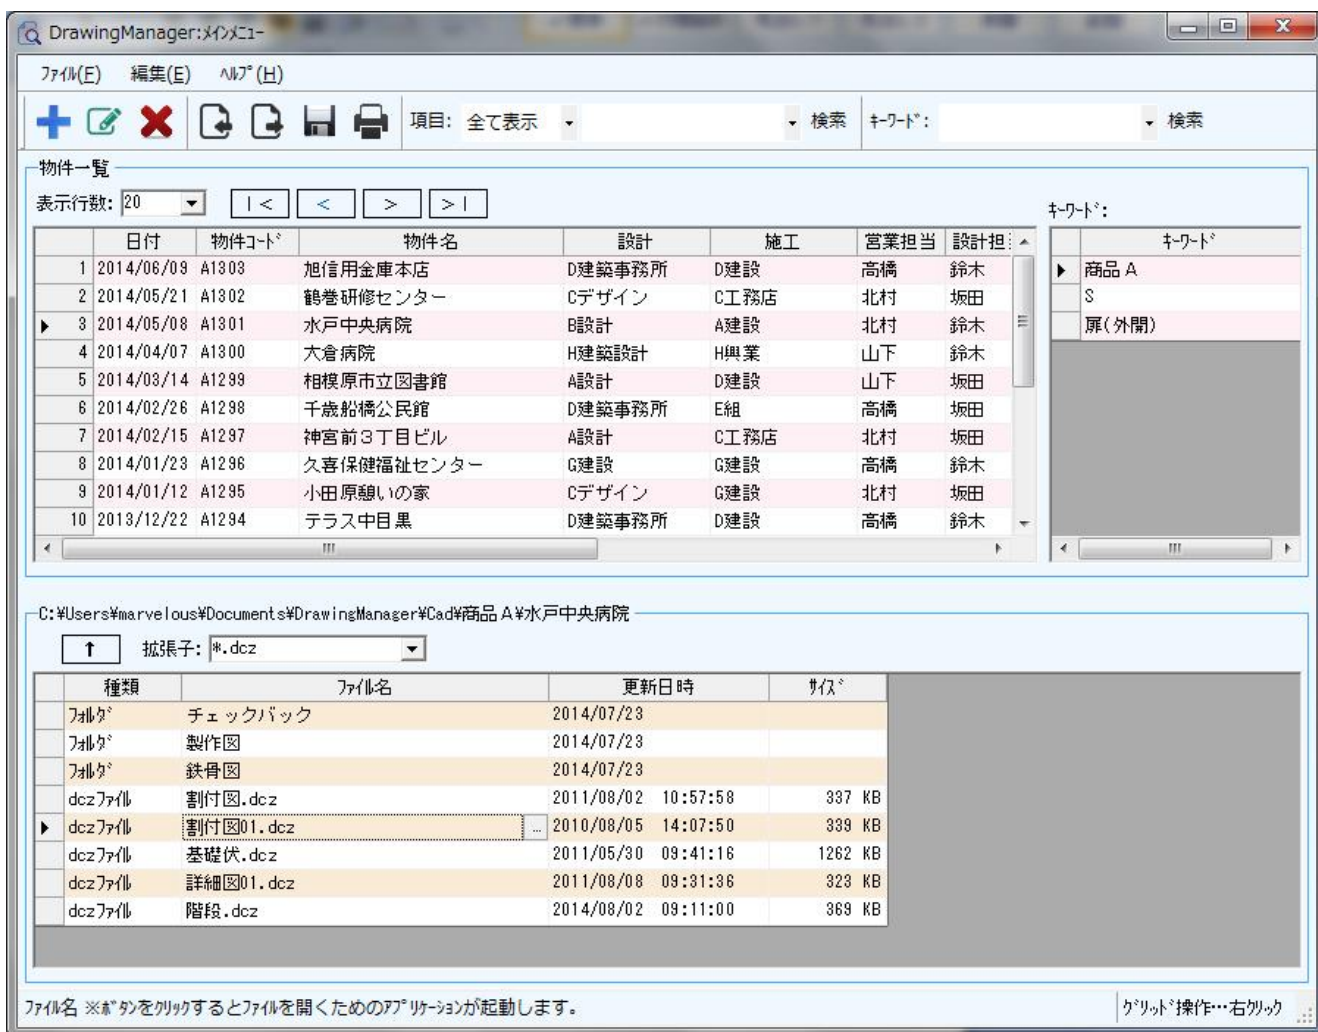 DrawingManager:ﾒｲﾝﾒﾆｭｰ
ﾌｧｲﾙ(F) 編集(E) ﾍﾙﾌﾟ(H)
項目: 全て表示 検索 ｷｰﾜｰﾄﾞ: 検索
物件一覧
表示行数: 20 |< < > >|
ｷｰﾜｰﾄﾞ:
日付 物件ｺｰﾄﾞ 物件名 設計 施工 営業担当 設計担
1 2014/06/09 A1303 旭信用金庫本店 D建築事務所 D建設 高橋 鈴木
2 2014/05/21 A1302 鶴巻研修センター Cデザイン C工務店 北村 坂田
3 2014/05/08 A1301 水戸中央病院 B設計 A建設 北村 鈴木
4 2014/04/07 A1300 大倉病院 H建築設計 H興業 山下 鈴木
5 2014/03/14 A1299 相模原市立図書館 A設計 D建設 山下 坂田
6 2014/02/26 A1298 千歳船橋公民館 D建築事務所 E組 高橋 坂田
7 2014/02/15 A1297 神宮前３丁目ビル A設計 C工務店 北村 坂田
8 2014/01/23 A1296 久喜保健福祉センター G建設 G建設 高橋 鈴木
9 2014/01/12 A1295 小田原憩いの家 Cデザイン G建設 北村 坂田
10 2013/12/22 A1294 テラス中目黒 D建築事務所 D建設 高橋 鈴木
ｷｰﾜｰﾄﾞ
商品Ａ
S
扉(外開)
C:¥Users¥marvelous¥Documents¥DrawingManager¥Cad¥商品Ａ¥水戸中央病院
↑ 拡張子: *.dcz
種類 ﾌｧｲﾙ名 更新日時 ｻｲｽﾞ
ﾌｫﾙﾀﾞ チェックバック 2014/07/23
ﾌｫﾙﾀﾞ 製作図 2014/07/23
ﾌｫﾙﾀﾞ 鉄骨図 2014/07/23
dczﾌｧｲﾙ 割付図.dcz 2011/08/02 10:57:58 337 KB
dczﾌｧｲﾙ 割付図01.dcz ... 2010/08/05 14:07:50 339 KB
dczﾌｧｲﾙ 基礎伏.dcz 2011/05/30 09:41:16 1262 KB
dczﾌｧｲﾙ 詳細図01.dcz 2011/08/08 09:31:36 323 KB
dczﾌｧｲﾙ 階段.dcz 2014/08/02 09:11:00 369 KB
ﾌｧｲﾙ名 ※ﾎﾞﾀﾝをｸﾘｯｸするとﾌｧｲﾙを開くためのｱﾌﾟﾘｹｰｼｮﾝが起動します。 ｸﾞﾘｯﾄﾞ操作…右ｸﾘｯｸ